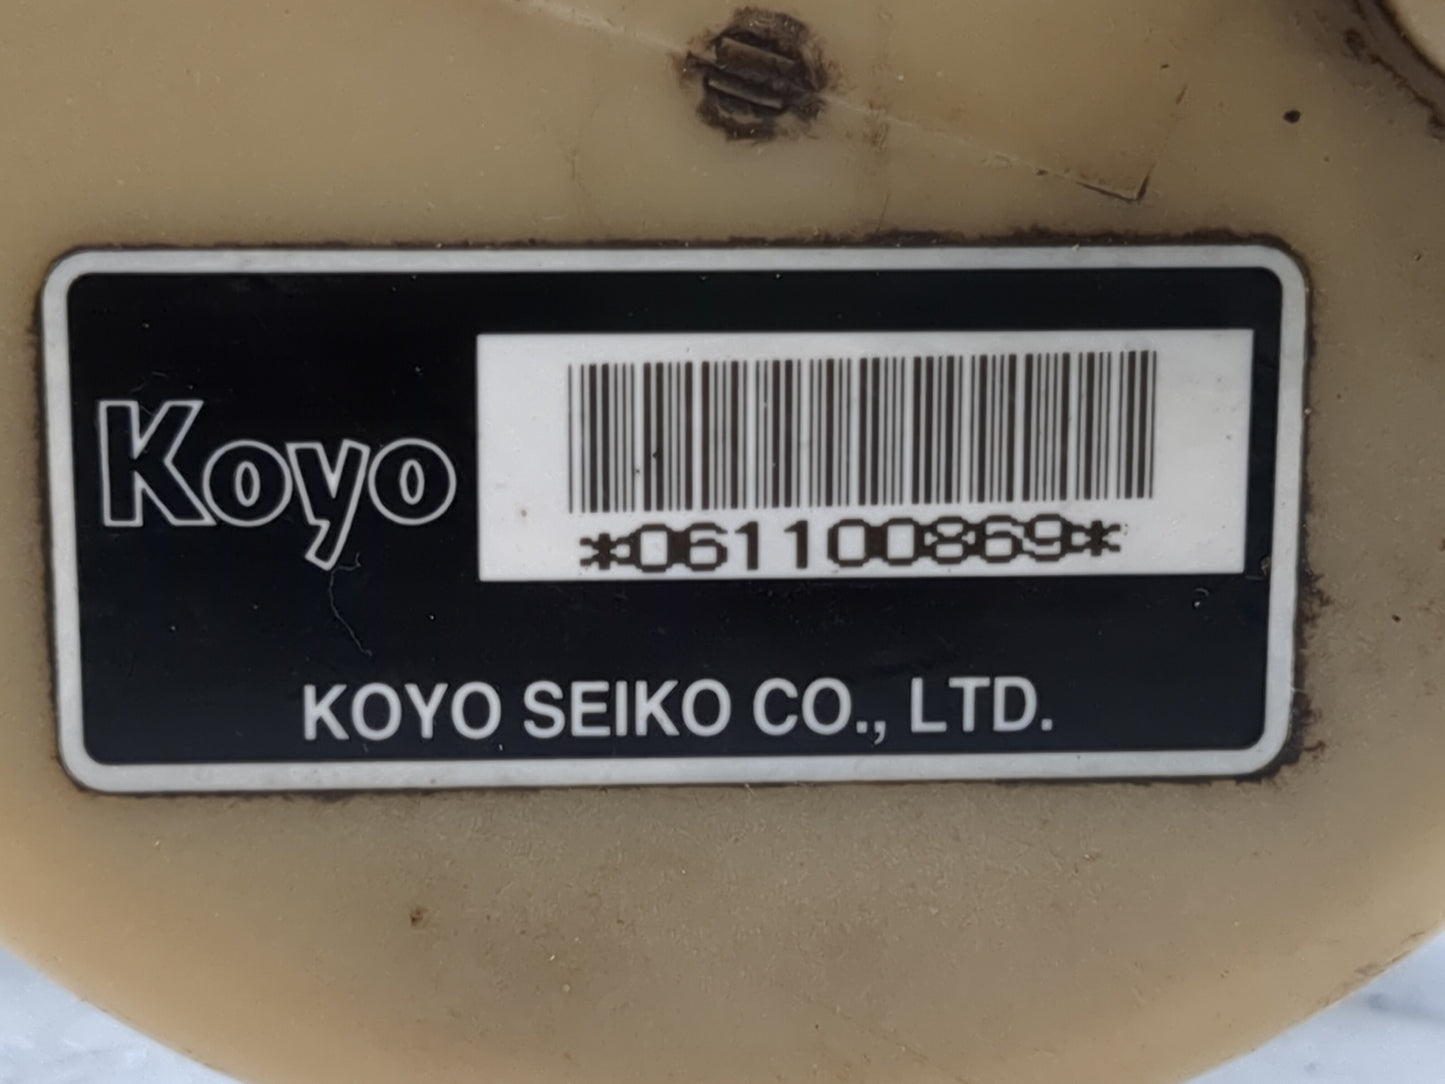 Koyo
*061100869*
KOYO SEIKO CO., LTD.